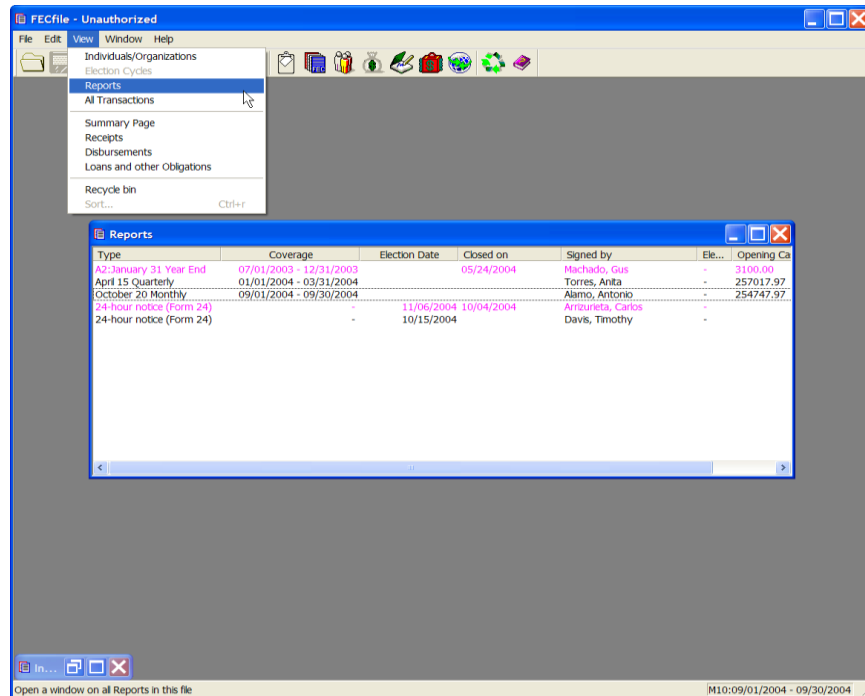 FECfile - Unauthorized
File Edit View Window Help
Individuals/Organizations
Election Cycles
Reports
All Transactions
Summary Page
Receipts
Disbursements
Loans and other Obligations
Recycle bin
Sort... Ctrl+r
Reports
Type Coverage Election Date Closed on Signed by Ele... Opening Ca
A2:January 31 Year End 07/01/2003 - 12/31/2003 05/24/2004 Machado, Gus - 3100.00
April 15 Quarterly 01/01/2004 - 03/31/2004 Torres, Anita - 257017.97
October 20 Monthly 09/01/2004 - 09/30/2004 Alamo, Antonio - 254747.97
24-hour notice (Form 24) - 11/06/2004 10/04/2004 Arrizurieta, Carlos -
24-hour notice (Form 24) - 10/15/2004 Davis, Timothy -
In...
Open a window on all Reports in this file M10:09/01/2004 - 09/30/2004